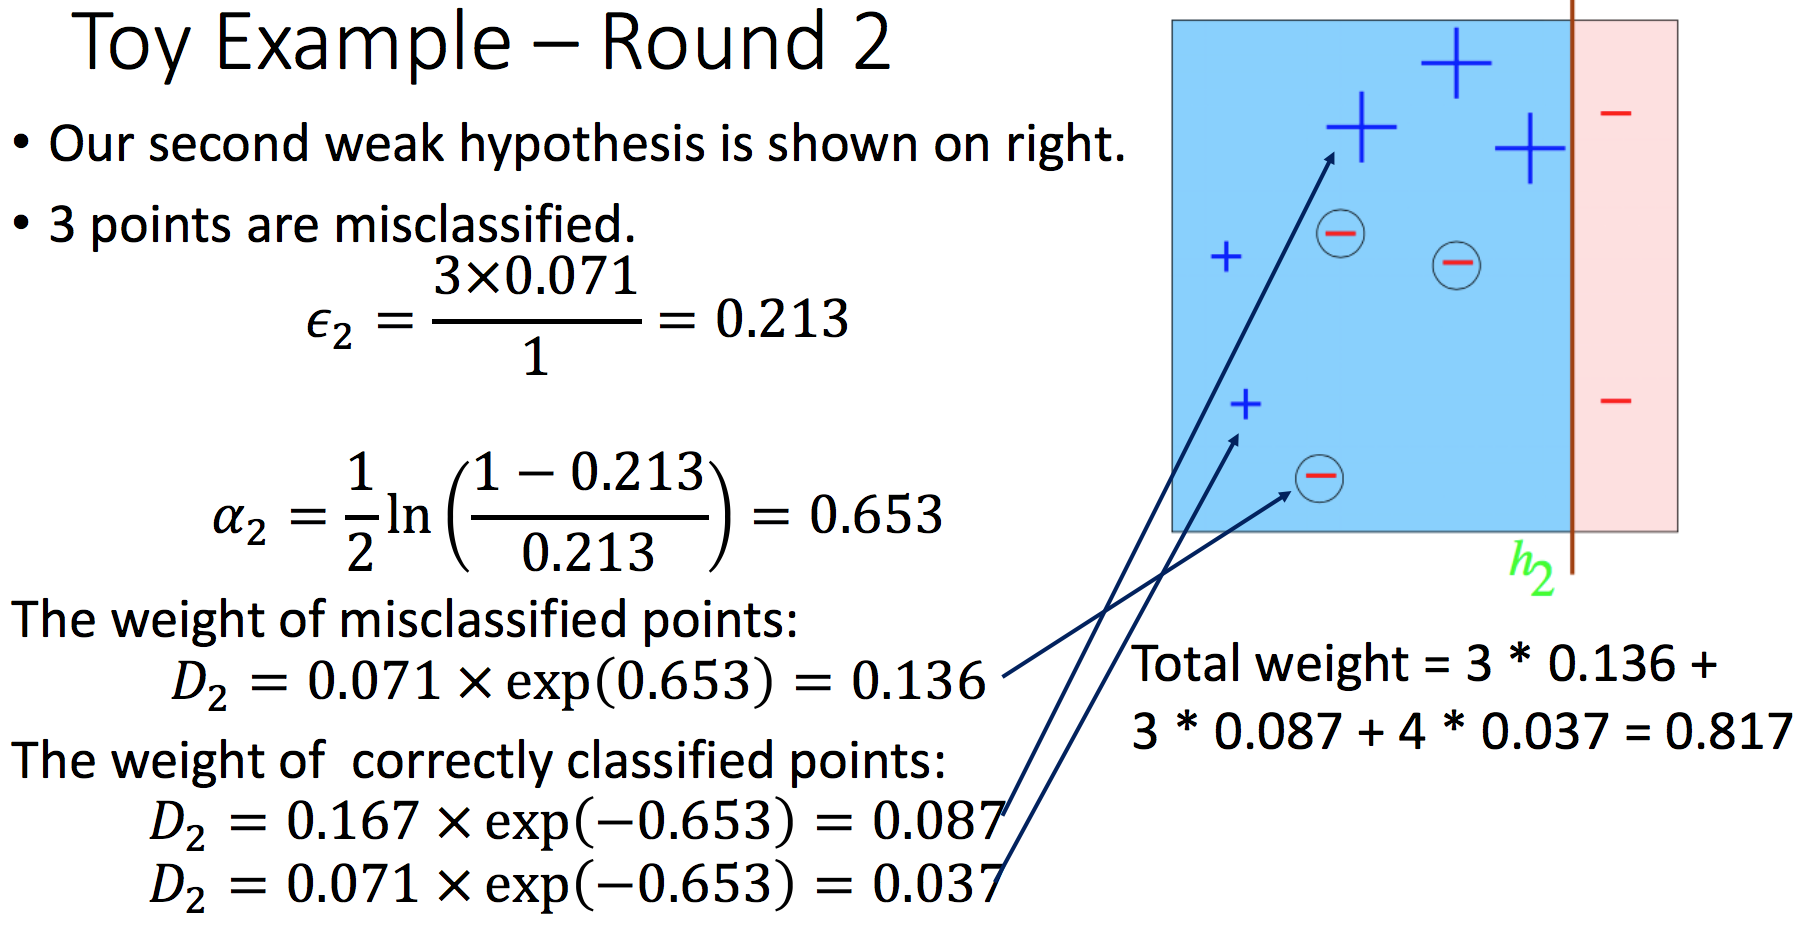 Toy Example – Round 2
• Our second weak hypothesis is shown on right.
• 3 points are misclassified.
ϵ₂ = 3×0.071 / 1 = 0.213
α₂ = 1/2 ln((1 − 0.213) / 0.213) = 0.653
The weight of misclassified points:
D₂ = 0.071 × exp(0.653) = 0.136
The weight of correctly classified points:
D₂ = 0.167 × exp(−0.653) = 0.087
D₂ = 0.071 × exp(−0.653) = 0.037
h₂
Total weight = 3 * 0.136 +
3 * 0.087 + 4 * 0.037 = 0.817